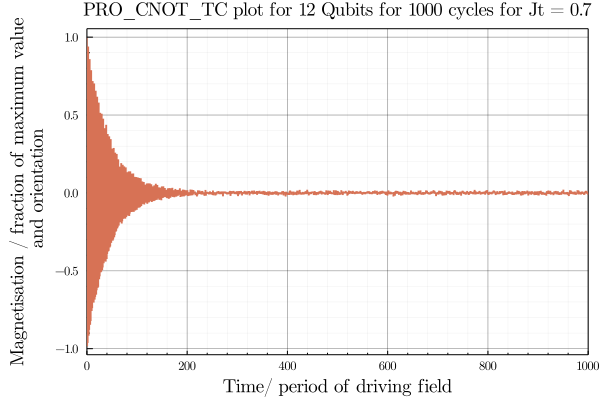 PRO_CNOT_TC plot for 12 Qubits for 1000 cycles for Jt = 0.7
Magnetisation / fraction of maximum value
and orientation
1.0
0.5
0.0
−0.5
−1.0
0 200 400 600 800 1000
Time/ period of driving field